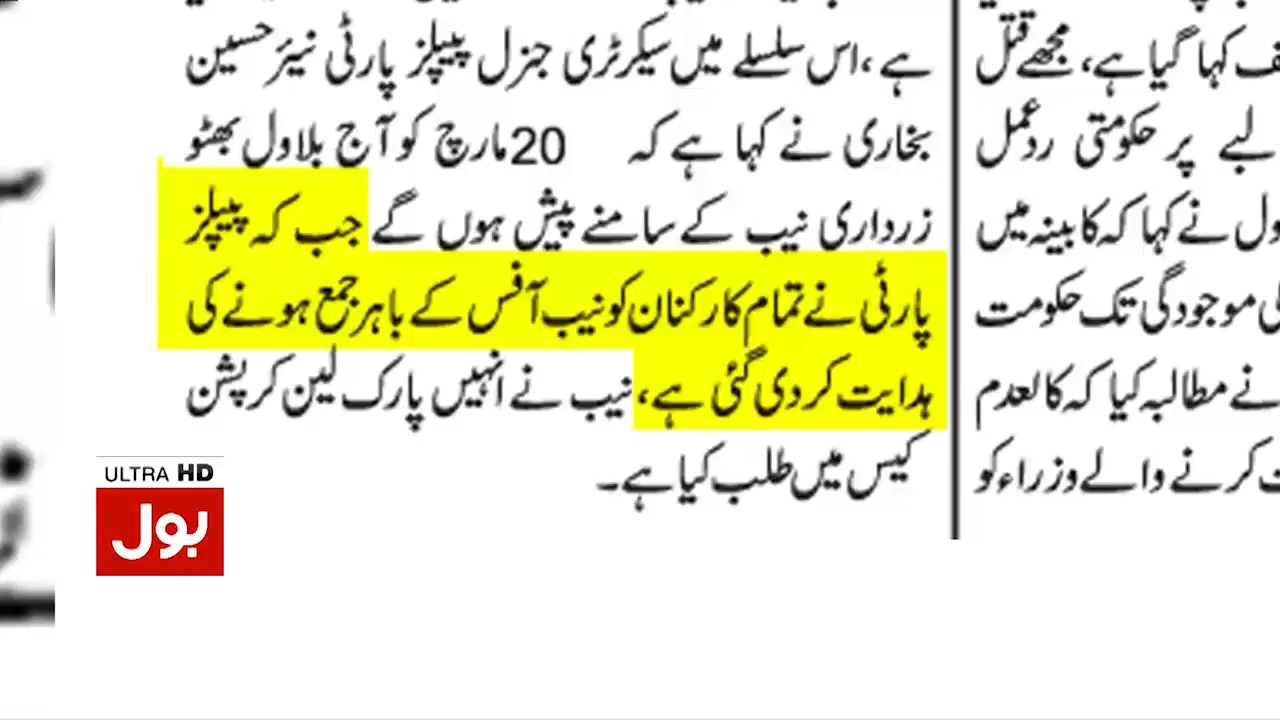 ہے، اس سلسلے میں سیکرٹری جنرل پیپلز پارٹی نیئر حسین
بخاری نے کہا ہے کہ 20 مارچ کو آج بلاول بھٹو
زرداری نیب کے سامنے پیش ہوں گے جب کہ پیپلز
پارٹی نے تمام کارکنان کو نیب آفس کے باہر جمع ہونے کی
ہدایت کر دی گئی ہے، نیب نے انہیں پارک لین کرپشن
کیس میں طلب کیا ہے۔
کہا گیا ہے، مجھے قتل
پر حکومتی ردعمل
نے کہا کہ کابینہ میں
موجودگی تک حکومت
نے مطالبہ کیا کہ کالعدم
کرنے والے وزراء کو
ULTRA HD
بول